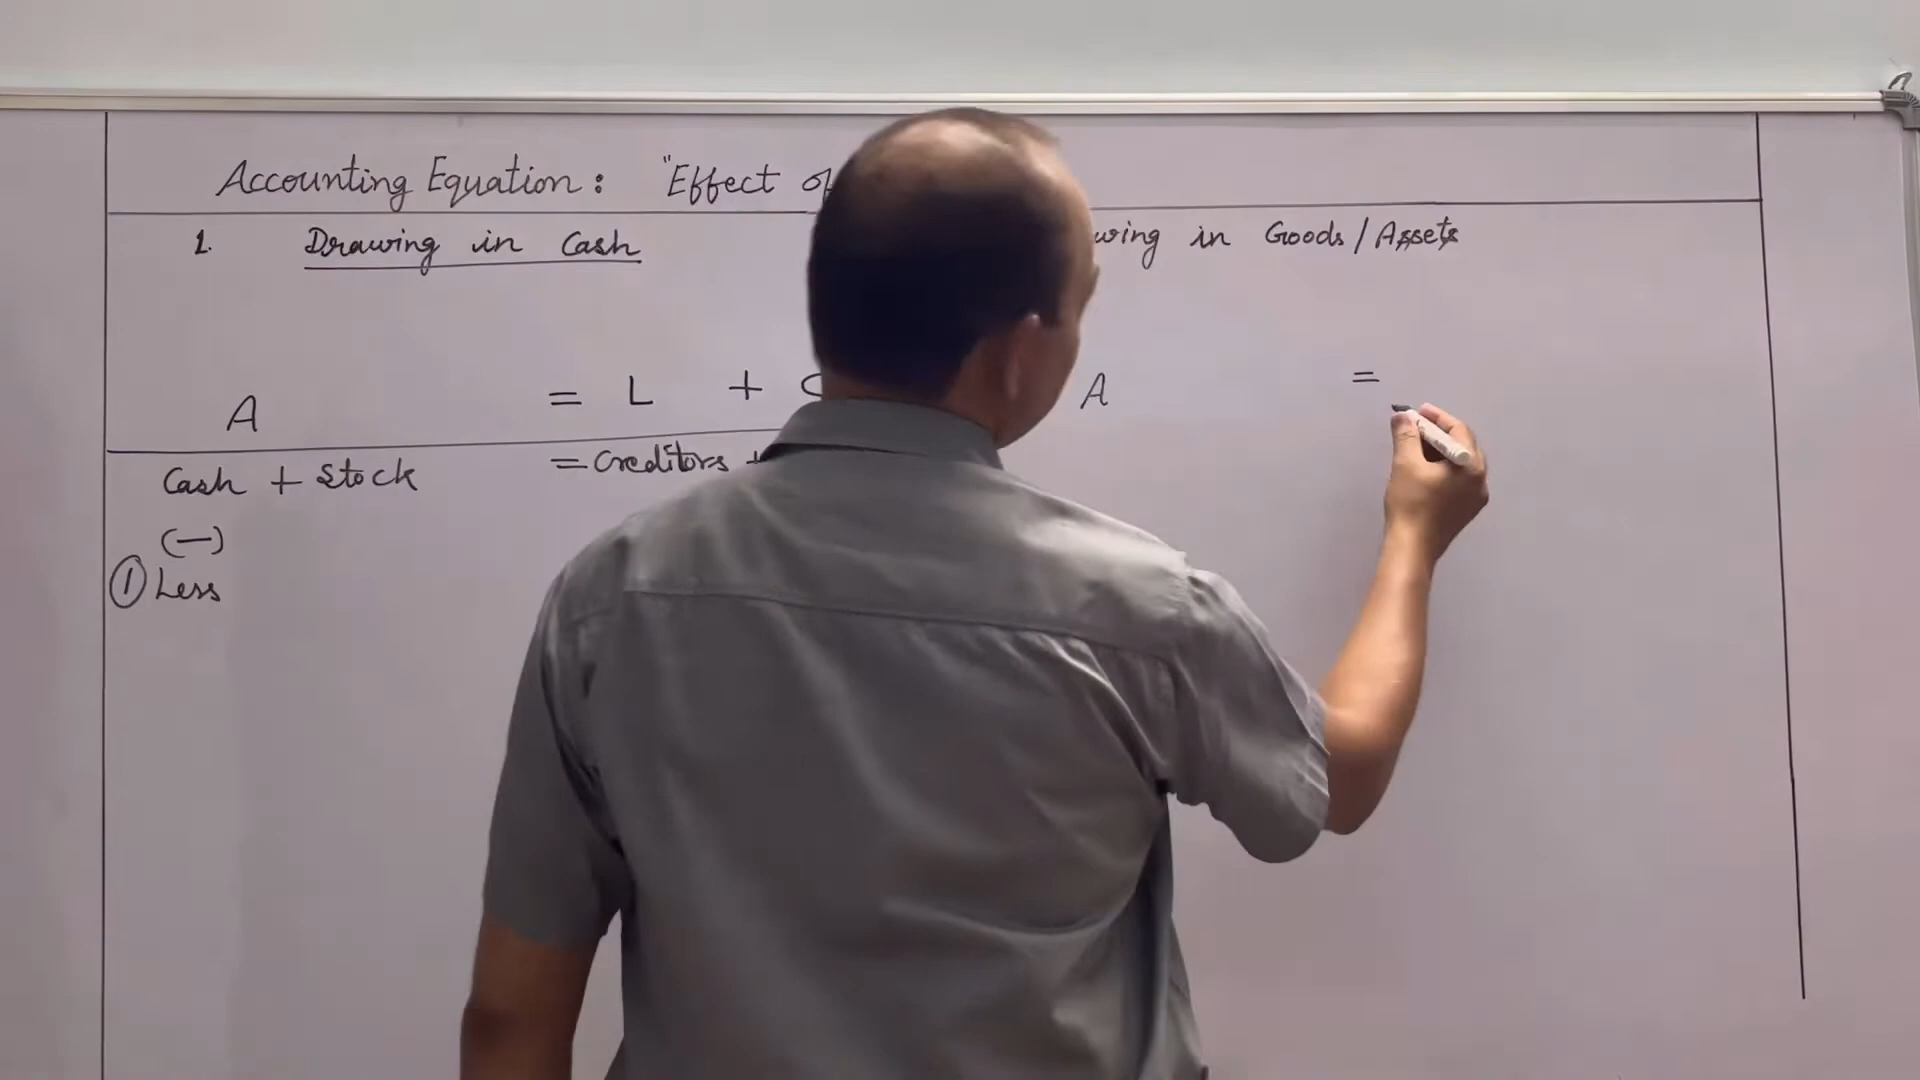 Accounting Equation: "Effect of
1. Drawing in Cash
wing in Goods/Assets
A = L + C
A =
Cash + Stock = Creditors +
(-)
① Less